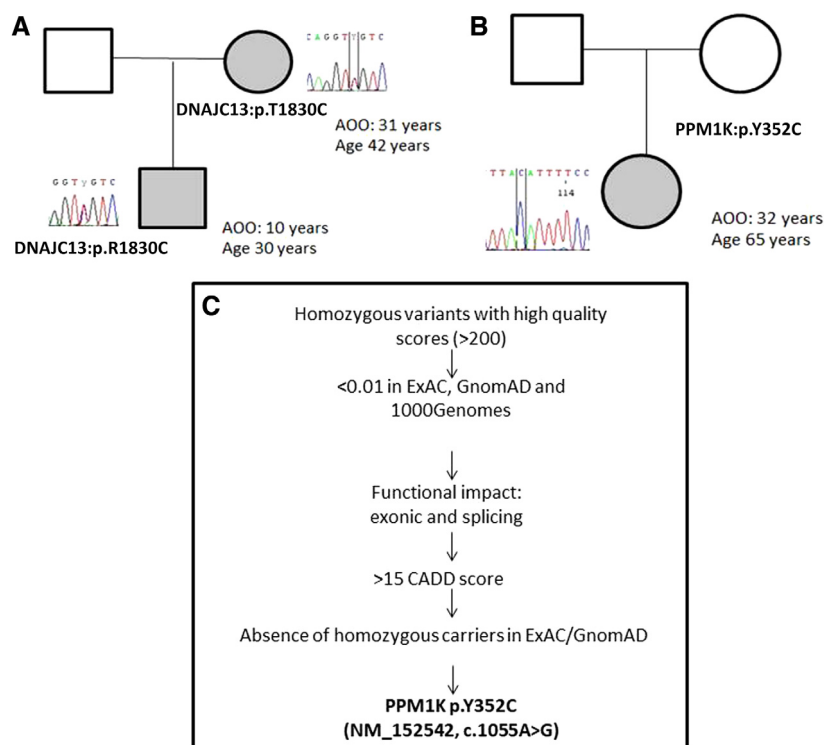 A
C A G G T T G T C
DNAJC13:p.T1830C
AOO: 31 years
Age 42 years
G G T y G T C
DNAJC13:p.R1830C
AOO: 10 years
Age 30 years
B
PPM1K:p.Y352C
T T A C A T T T T C C
114
AOO: 32 years
Age 65 years
C
Homozygous variants with high quality
scores (>200)
<0.01 in ExAC, GnomAD and
1000Genomes
Functional impact:
exonic and splicing
>15 CADD score
Absence of homozygous carriers in ExAC/GnomAD
PPM1K p.Y352C
(NM_152542, c.1055A>G)